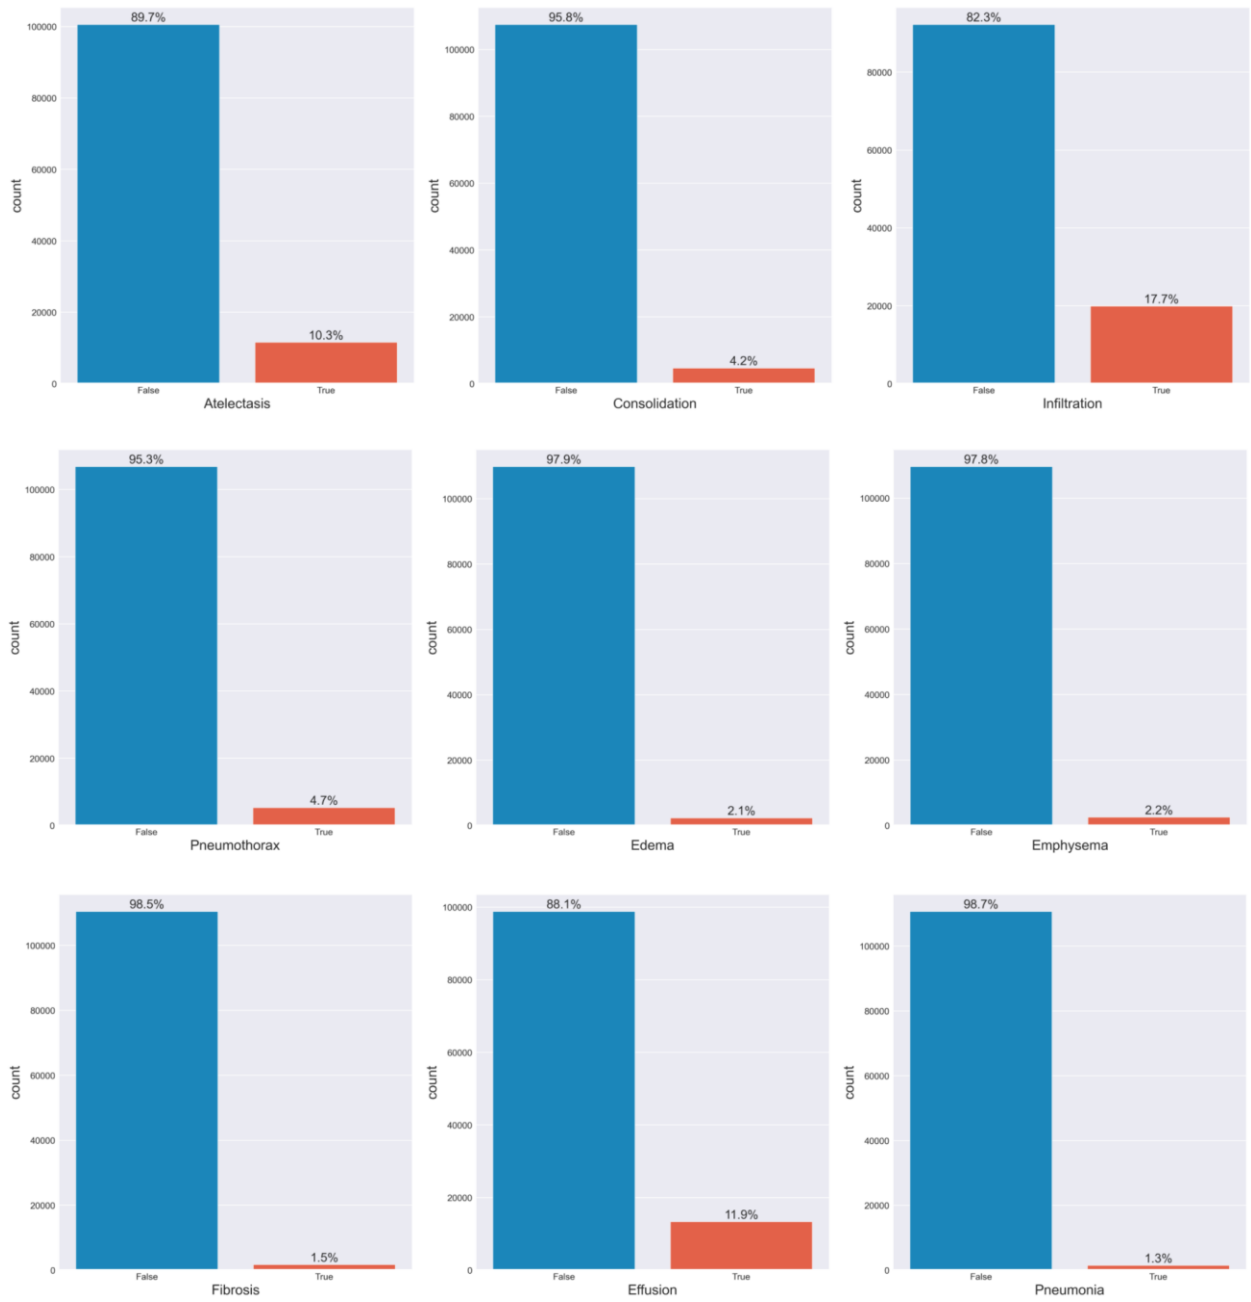 89.7%
100000
80000
60000
40000
20000
0
count
10.3%
False
True
Atelectasis
95.8%
100000
80000
60000
40000
20000
0
count
4.2%
False
True
Consolidation
82.3%
80000
60000
40000
20000
0
count
17.7%
False
True
Infiltration
95.3%
100000
80000
60000
40000
20000
0
count
4.7%
False
True
Pneumothorax
97.9%
100000
80000
60000
40000
20000
0
count
2.1%
False
True
Edema
97.8%
100000
80000
60000
40000
20000
0
count
2.2%
False
True
Emphysema
98.5%
100000
80000
60000
40000
20000
0
count
1.5%
False
True
Fibrosis
88.1%
100000
80000
60000
40000
20000
0
count
11.9%
False
True
Effusion
98.7%
100000
80000
60000
40000
20000
0
count
1.3%
False
True
Pneumonia